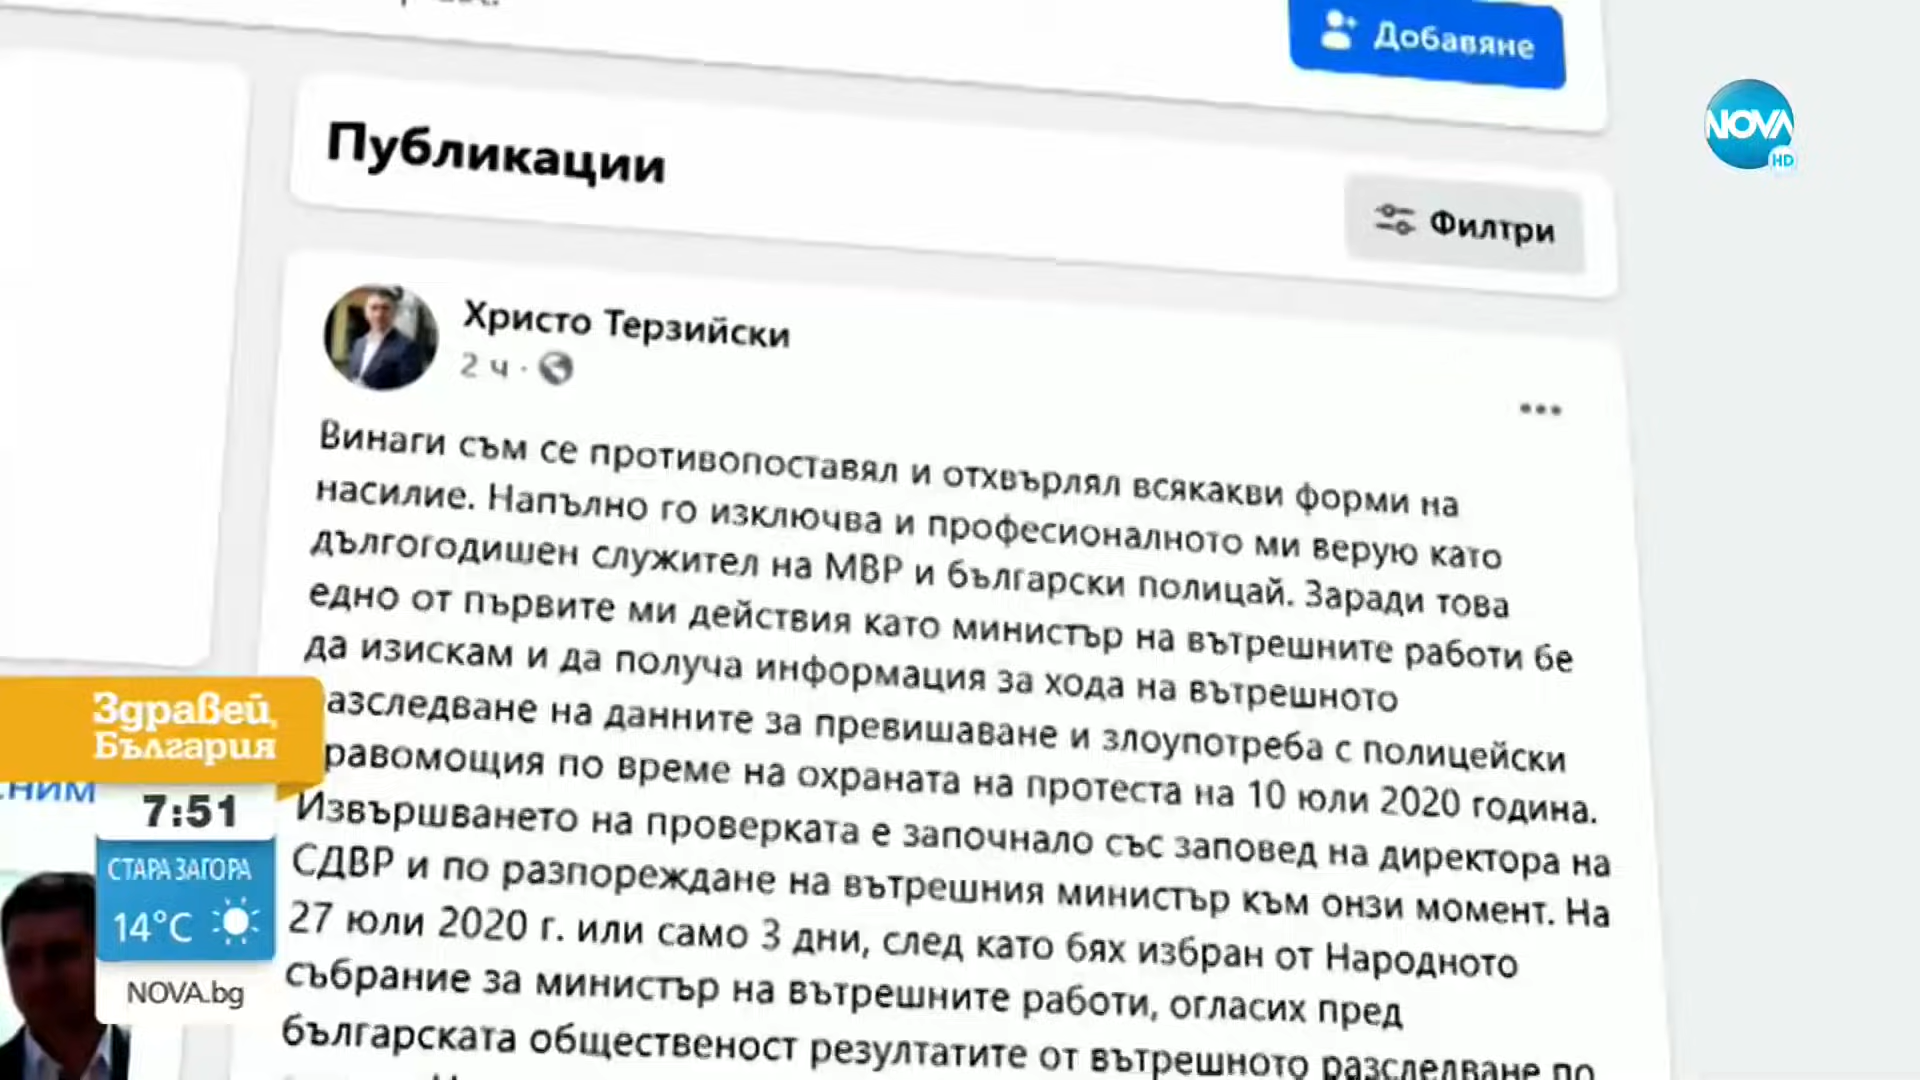 Добавяне
NOVA
HD
Публикации
Филтри
Христо Терзийски
2 ч ·
Винаги съм се противопоставял и отхвърлял всякакви форми на
насилие. Напълно го изключва и професионалното ми верую като
дългогодишен служител на МВР и български полицай. Заради това
едно от първите ми действия като министър на вътрешните работи бе
да изискам и да получа информация за хода на вътрешното
азследване на данните за превишаване и злоупотреба с полицейски
равомощия по време на охраната на протеста на 10 юли 2020 година.
Извършването на проверката е започнало със заповед на директора на
СДВР и по разпореждане на вътрешния министър към онзи момент. На
27 юли 2020 г. или само 3 дни, след като бях избран от Народното
събрание за министър на вътрешните работи, огласих пред
българската общественост резултатите от вътрешното разследване по
Здравей,
България
7:51
СТАРА ЗАГОРА
14°C
NOVA.bg